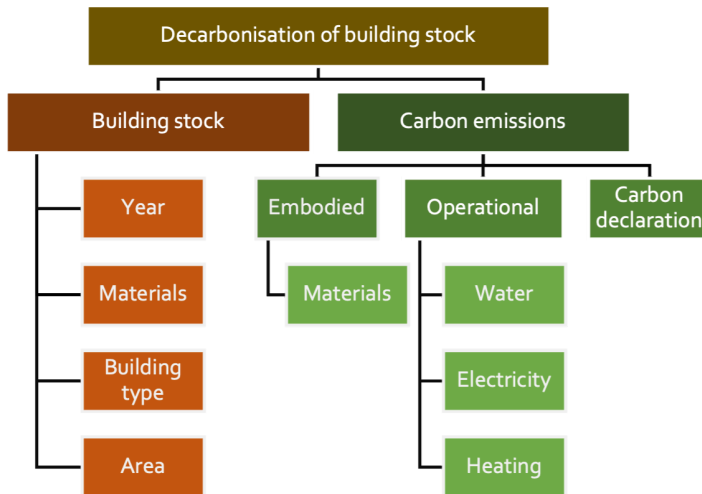 Decarbonisation of building stock
Building stock
Carbon emissions
Year
Embodied
Operational
Carbon
declaration
Materials
Materials
Water
Building
type
Electricity
Area
Heating